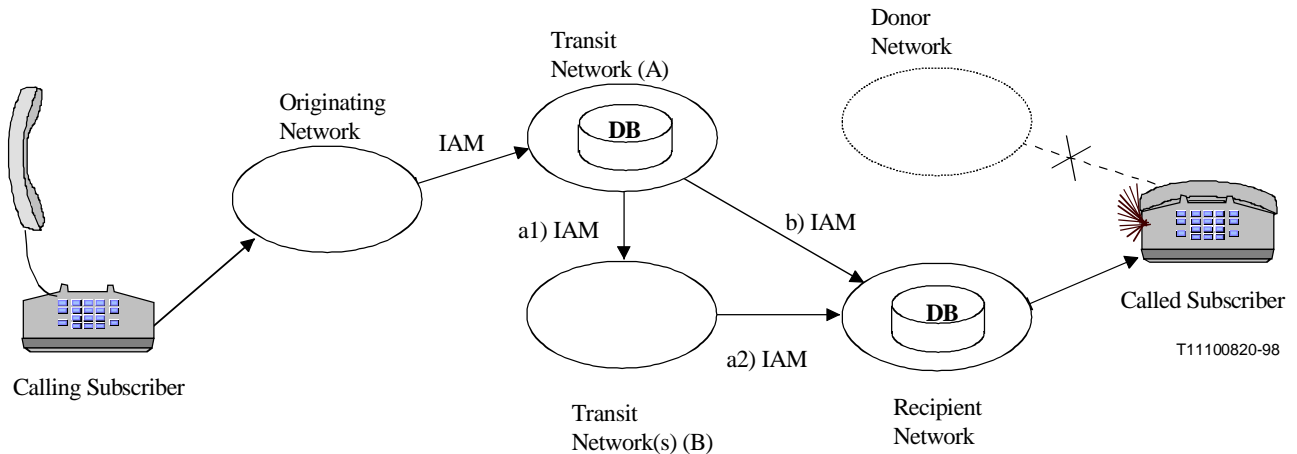 Donor
Network
Transit
Network (A)
Originating
Network
DB
IAM
a1) IAM
b) IAM
DB
a2) IAM
Called Subscriber
T11100820-98
Calling Subscriber
Transit
Network(s) (B)
Recipient
Network